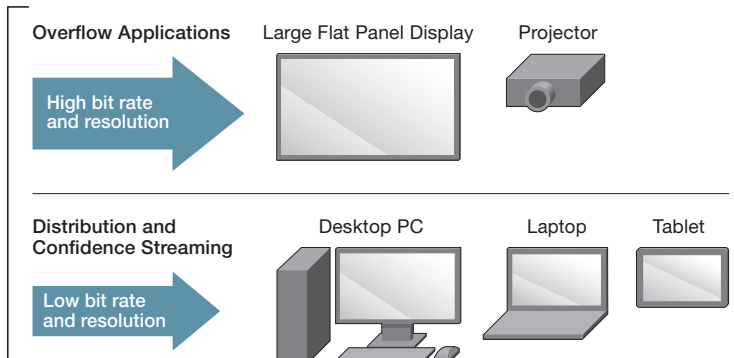 Overflow Applications
Large Flat Panel Display
Projector
High bit rate
and resolution
Distribution and
Confidence Streaming
Desktop PC
Laptop
Tablet
Low bit rate
and resolution